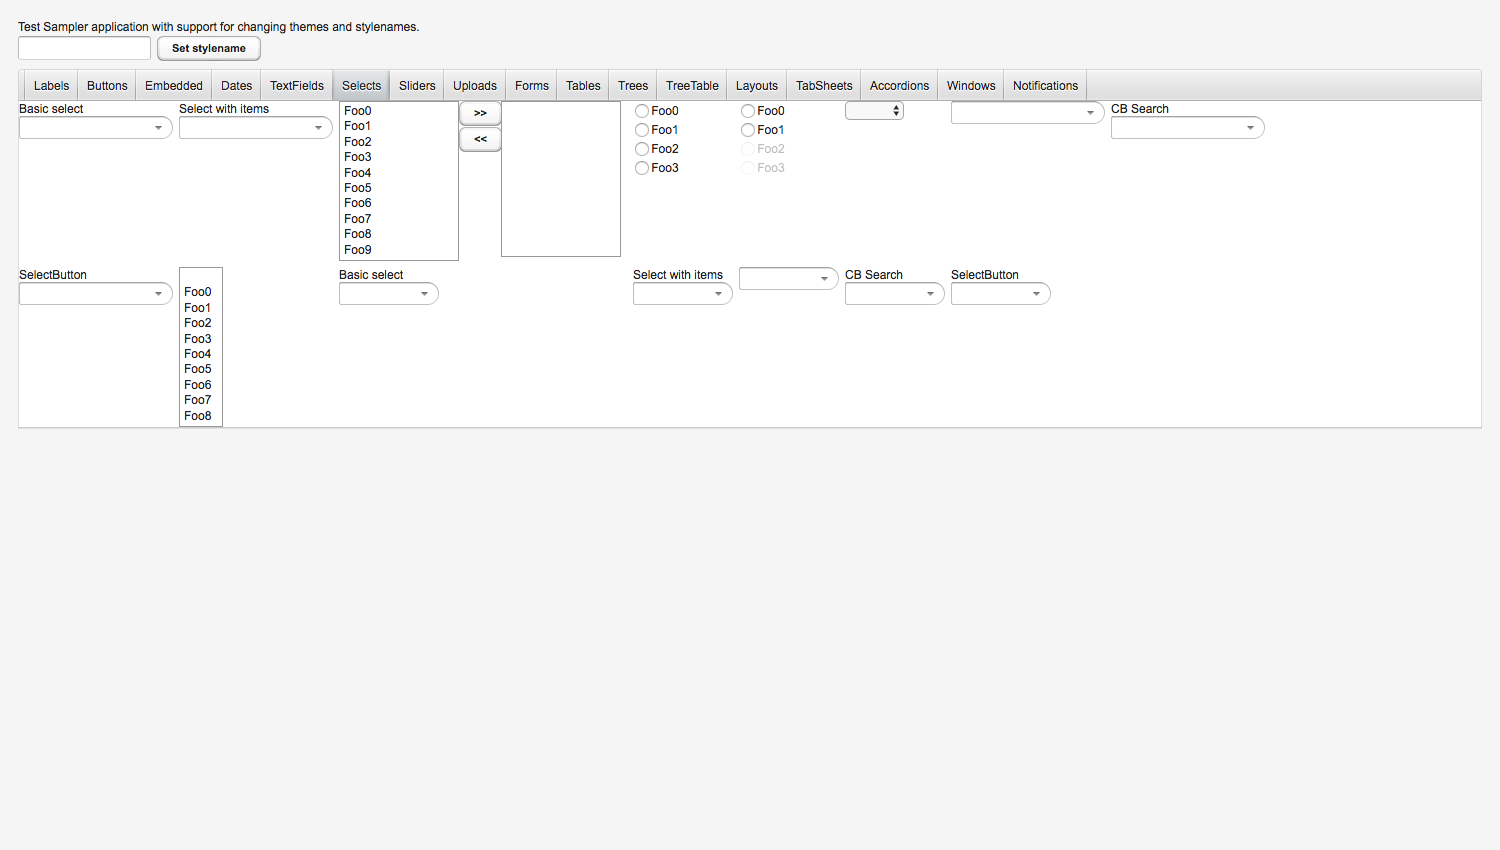 Test Sampler application with support for changing themes and stylenames.
Set stylename
Labels Buttons Embedded Dates TextFields Selects Sliders Uploads Forms Tables Trees TreeTable Layouts TabSheets Accordions Windows Notifications
Basic select
Select with items
Foo0
Foo1
Foo2
Foo3
Foo4
Foo5
Foo6
Foo7
Foo8
Foo9
>>
<<
Foo0
Foo1
Foo2
Foo3
Foo0
Foo1
Foo2
Foo3
CB Search
SelectButton
Foo0
Foo1
Foo2
Foo3
Foo4
Foo5
Foo6
Foo7
Foo8
Basic select
Select with items
CB Search
SelectButton